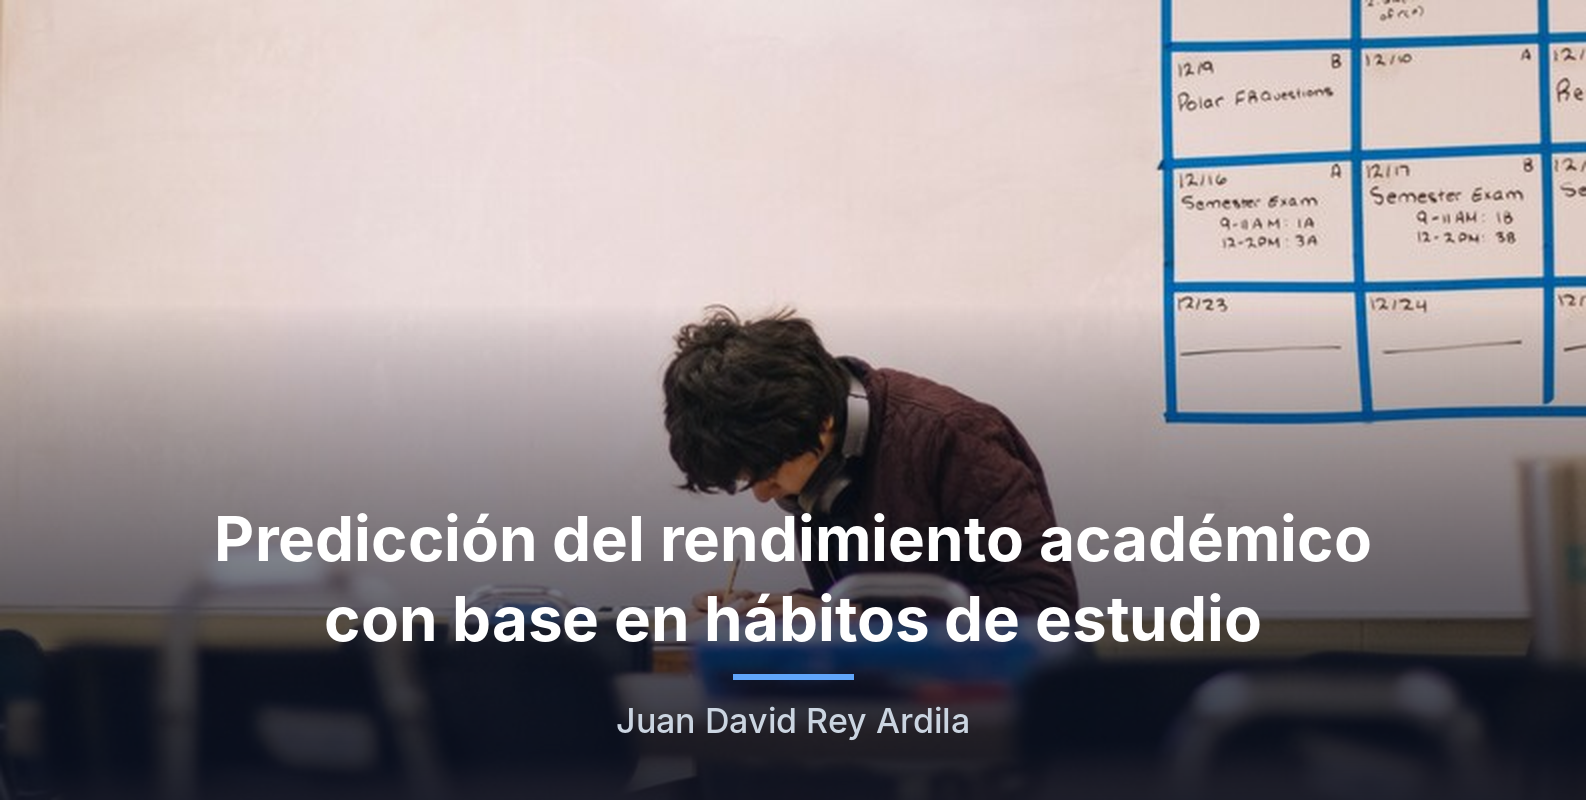 of r(x)
12/9 B
Polar FRQuestions
12/10 A
12/16 A
Semester Exam
9-11AM: 1A
12-2PM: 3A
12/17 B
Semester Exam
9-11AM: 1B
12-2PM: 3B
12/23
12/24
Predicción del rendimiento académico
con base en hábitos de estudio
Juan David Rey Ardila